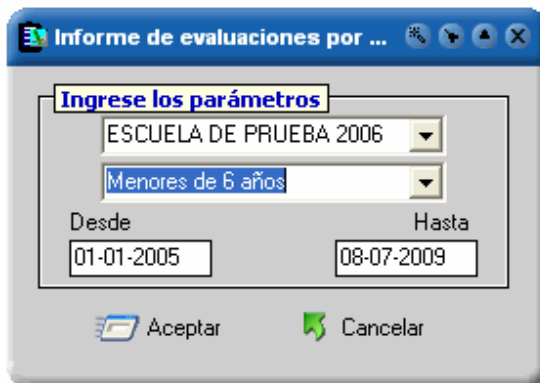 Informe de evaluaciones por ...
Ingrese los parámetros
ESCUELA DE PRUEBA 2006
Menores de 6 años
Desde Hasta
01-01-2005 08-07-2009
Aceptar Cancelar